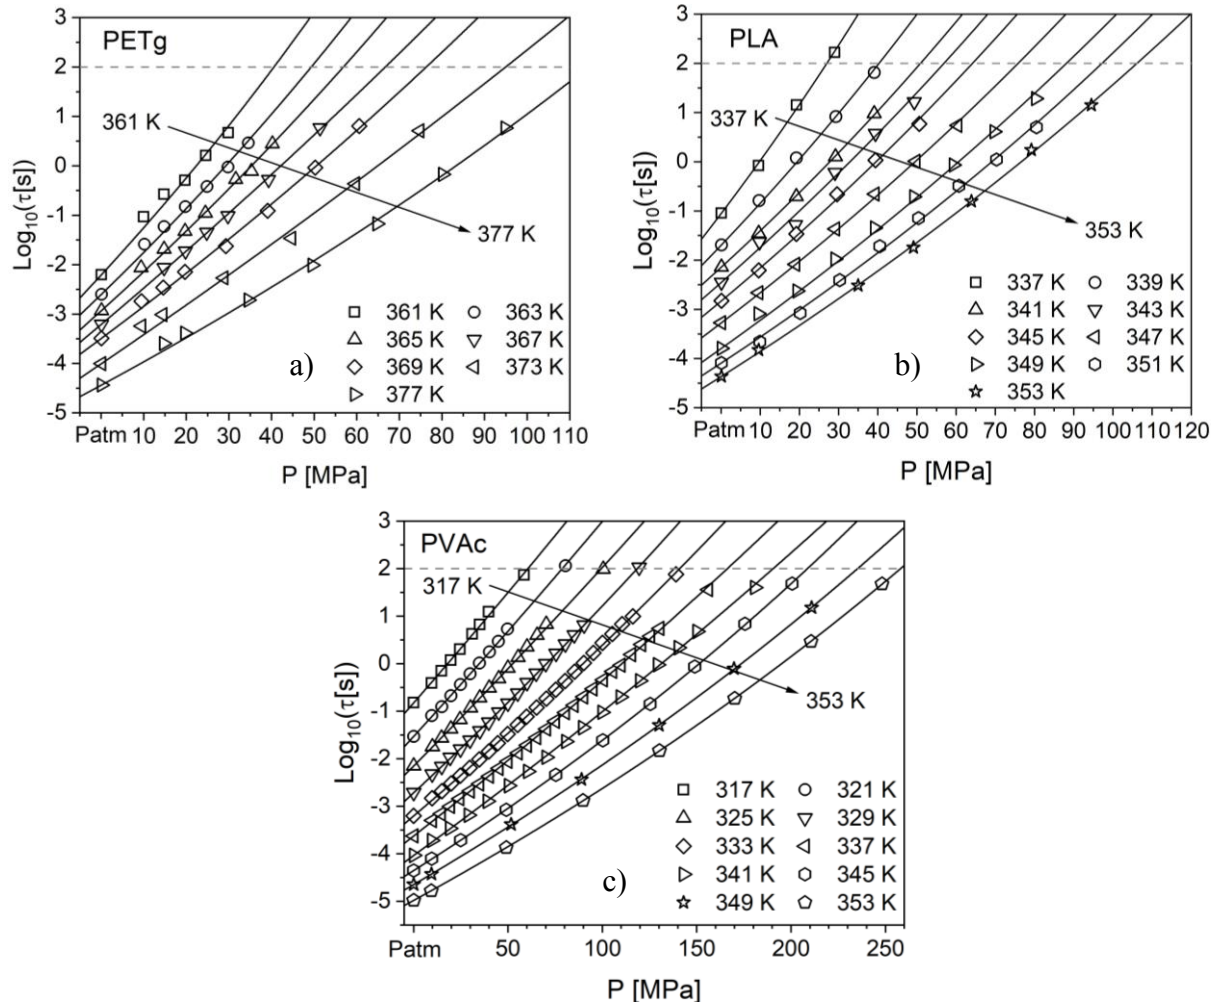 PETg
Log10(τ[s])
3
2
1
0
-1
-2
-3
-4
-5
361 K
377 K
361 K 363 K
365 K 367 K
369 K 373 K
377 K
a)
Patm 10 20 30 40 50 60 70 80 90 100 110
P [MPa]
PLA
Log10(τ[s])
3
2
1
0
-1
-2
-3
-4
-5
337 K
353 K
337 K 339 K
341 K 343 K
345 K 347 K
349 K 351 K
353 K
b)
Patm 10 20 30 40 50 60 70 80 90 100 110 120
P [MPa]
PVAc
Log10(τ[s])
3
2
1
0
-1
-2
-3
-4
-5
317 K
353 K
317 K 321 K
325 K 329 K
333 K 337 K
341 K 345 K
349 K 353 K
c)
Patm 50 100 150 200 250
P [MPa]